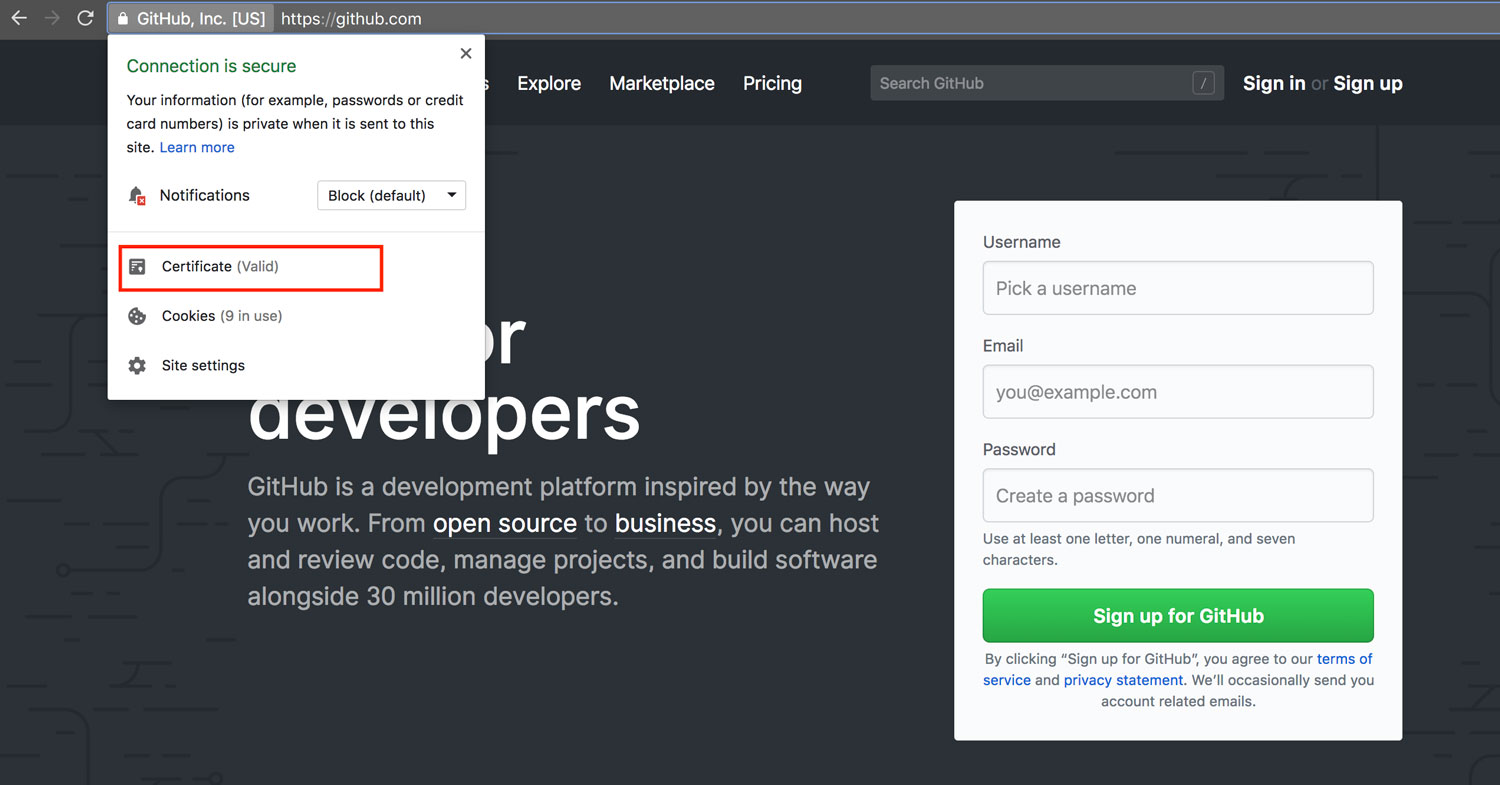 GitHub, Inc. [US] https://github.com
Connection is secure
Your information (for example, passwords or credit
card numbers) is private when it is sent to this
site. Learn more
Notifications Block (default)
Certificate (Valid)
Cookies (9 in use)
Site settings
Explore Marketplace Pricing Search GitHub / Sign in or Sign up
developers
GitHub is a development platform inspired by the way
you work. From open source to business, you can host
and review code, manage projects, and build software
alongside 30 million developers.
Username
Pick a username
Email
you@example.com
Password
Create a password
Use at least one letter, one numeral, and seven
characters.
Sign up for GitHub
By clicking “Sign up for GitHub”, you agree to our terms of
service and privacy statement. We’ll occasionally send you
account related emails.